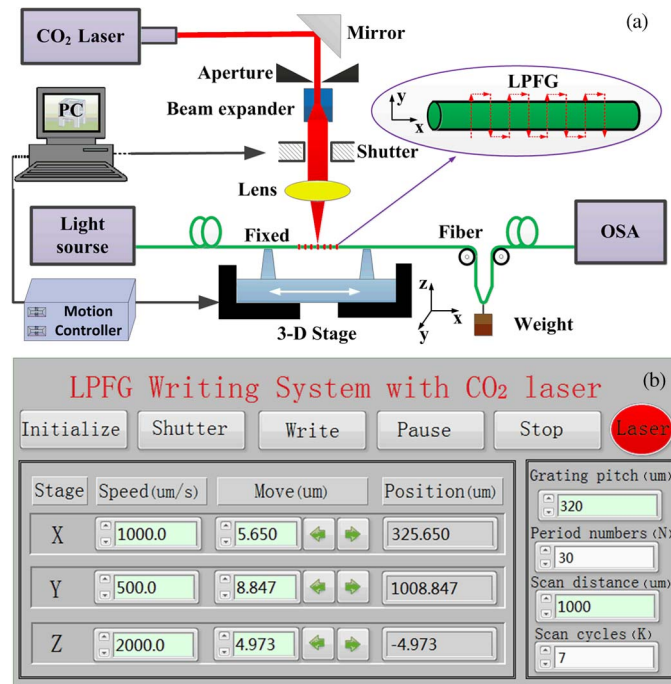 (a)
CO2 Laser
Mirror
Aperture
LPFG
PC
Beam expander
y
x
Shutter
Lens
Light
sourse
Fixed
Fiber
OSA
Motion
Controller
z
x
y
3-D Stage
Weight
(b)
LPFG Writing System with CO2 laser
Initialize Shutter Write Pause Stop Laser
Stage Speed(um/s) Move(um) Position(um)
X 1000.0 5.650 325.650
Y 500.0 8.847 1008.847
Z 2000.0 4.973 -4.973
Grating pitch(um)
320
Period numbers(N)
30
Scan distance(um)
1000
Scan cycles(K)
7